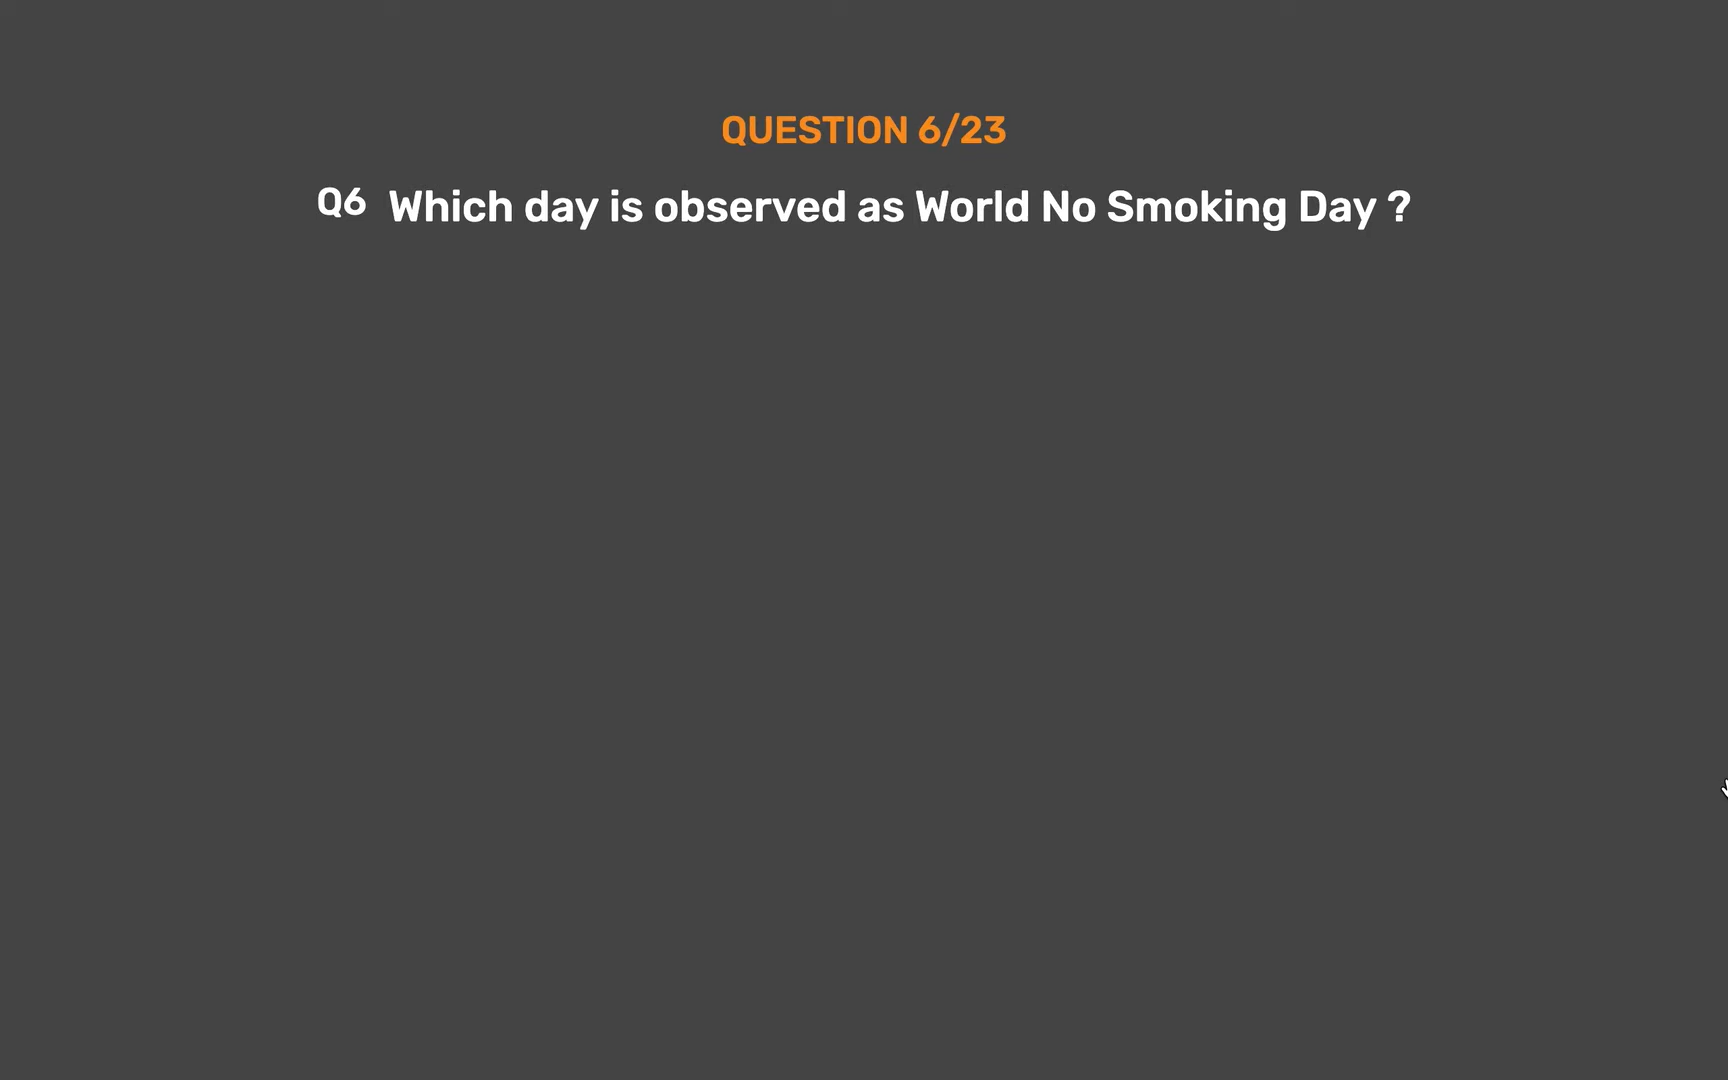 QUESTION 6/23
Q6 Which day is observed as World No Smoking Day ?